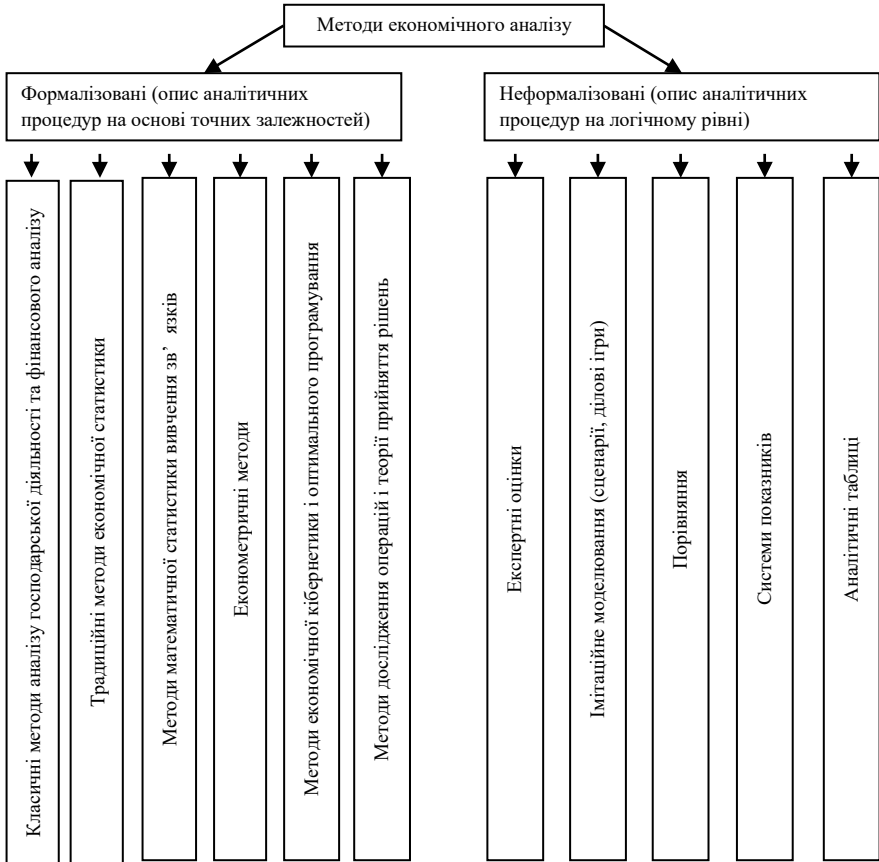 Методи економічного аналізу
Формалізовані (опис аналітичних
процедур на основі точних залежностей)
Неформалізовані (опис аналітичних
процедур на логічному рівні)
Класичні методи аналізу господарської діяльності та фінансового аналізу
Традиційні методи економічної статистики
Методи математичної статистики вивчення зв’ язків
Економетричні методи
Методи економічної кібернетики і оптимального програмування
Методи дослідження операцій і теорії прийняття рішень
Експертні оцінки
Імітаційне моделювання (сценарії, ділові ігри)
Порівняння
Системи показників
Аналітичні таблиці